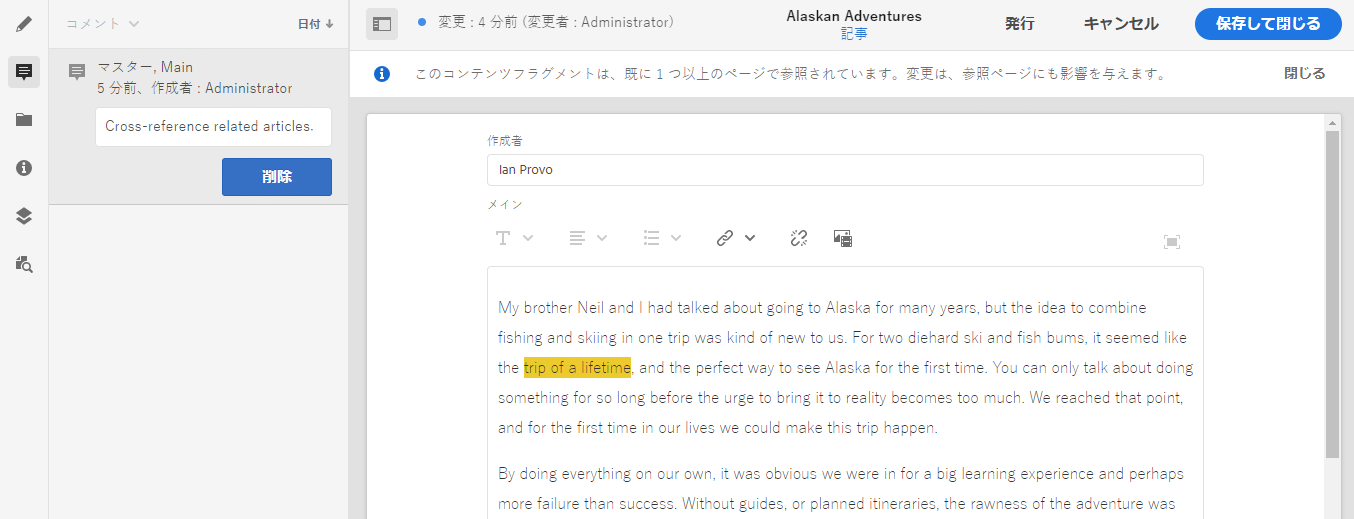 コメント
日付
マスター, Main
5 分前、作成者 : Administrator
Cross-reference related articles.
削除
変更 : 4 分前 (変更者 : Administrator)
Alaskan Adventures
記事
発行
キャンセル
保存して閉じる
このコンテンツフラグメントは、既に 1 つ以上のページで参照されています。変更は、参照ページにも影響を与えます。
閉じる
作成者
Ian Provo
メイン
My brother Neil and I had talked about going to Alaska for many years, but the idea to combine
fishing and skiing in one trip was kind of new to us. For two diehard ski and fish bums, it seemed like
the trip of a lifetime, and the perfect way to see Alaska for the first time. You can only talk about doing
something for so long before the urge to bring it to reality becomes too much. We reached that point,
and for the first time in our lives we could make this trip happen.
By doing everything on our own, it was obvious we were in for a big learning experience and perhaps
more failure than success. Without guides, or planned itineraries, the rawness of the adventure was